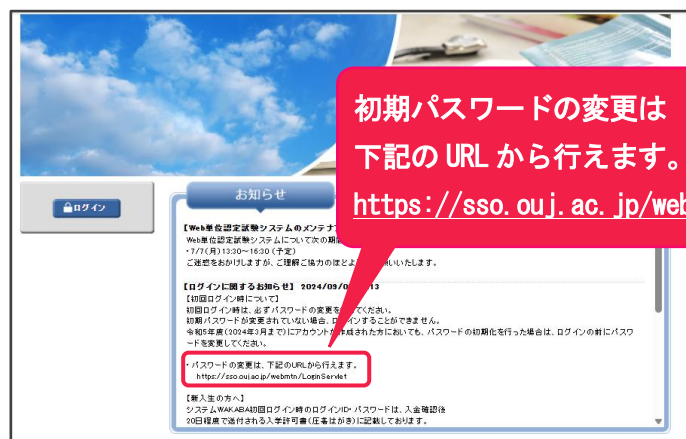 初期パスワードの変更は
下記の URL から行えます。
https://sso.ouj.ac.jp/web
ログイン
お知らせ
【Web単位認定試験システムのメンテナ
Web単位認定試験システムについて次の期
・7/7(月)13:30~16:30(予定)
ご迷惑をおかけしますが、ご理解ご協力のほどよ いいたします。
【ログインに関するお知らせ】 2024/09/0 13
【初回ログイン時について】
初回ログイン時は、必ずパスワードの変更を てください。
初期パスワードが変更されていない場合、ロ インすることができません。
令和5年度(2024年3月まで)にアカウントが 成された方においても、パスワードの初期化を行った場合は、ログインの前にパスワ
ードを変更してください。
・パスワードの変更は、下記のURLから行えます。
https://sso.ouj.ac.jp/webmtn/LoginServlet
【新入生の方へ】
システムWAKABA初回ログイン時のログインID・パスワードは、入金確認後
20日程度で送付される入学許可書(圧着はがき)に記載しております。